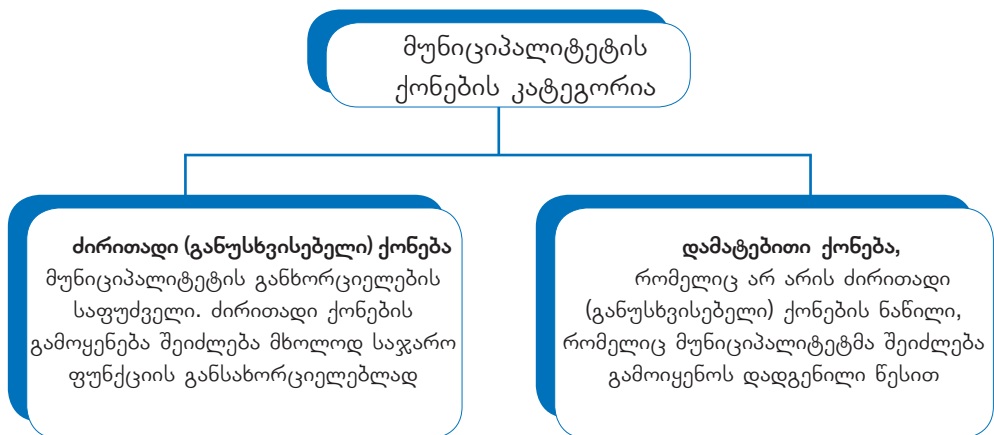 მუნიციპალიტეტის
ქონების კატეგორია
ძირითადი (განუსხვისებელი) ქონება
მუნიციპალიტეტის განხორციელების
საფუძველი. ძირითადი ქონების
გამოყენება შეიძლება მხოლოდ საჯარო
ფუნქციის განსახორციელებლად
დამატებითი ქონება,
რომელიც არ არის ძირითადი
(განუსხვისებელი) ქონების ნაწილი,
რომელიც მუნიციპალიტეტმა შეიძლება
გამოიყენოს დადგენილი წესით